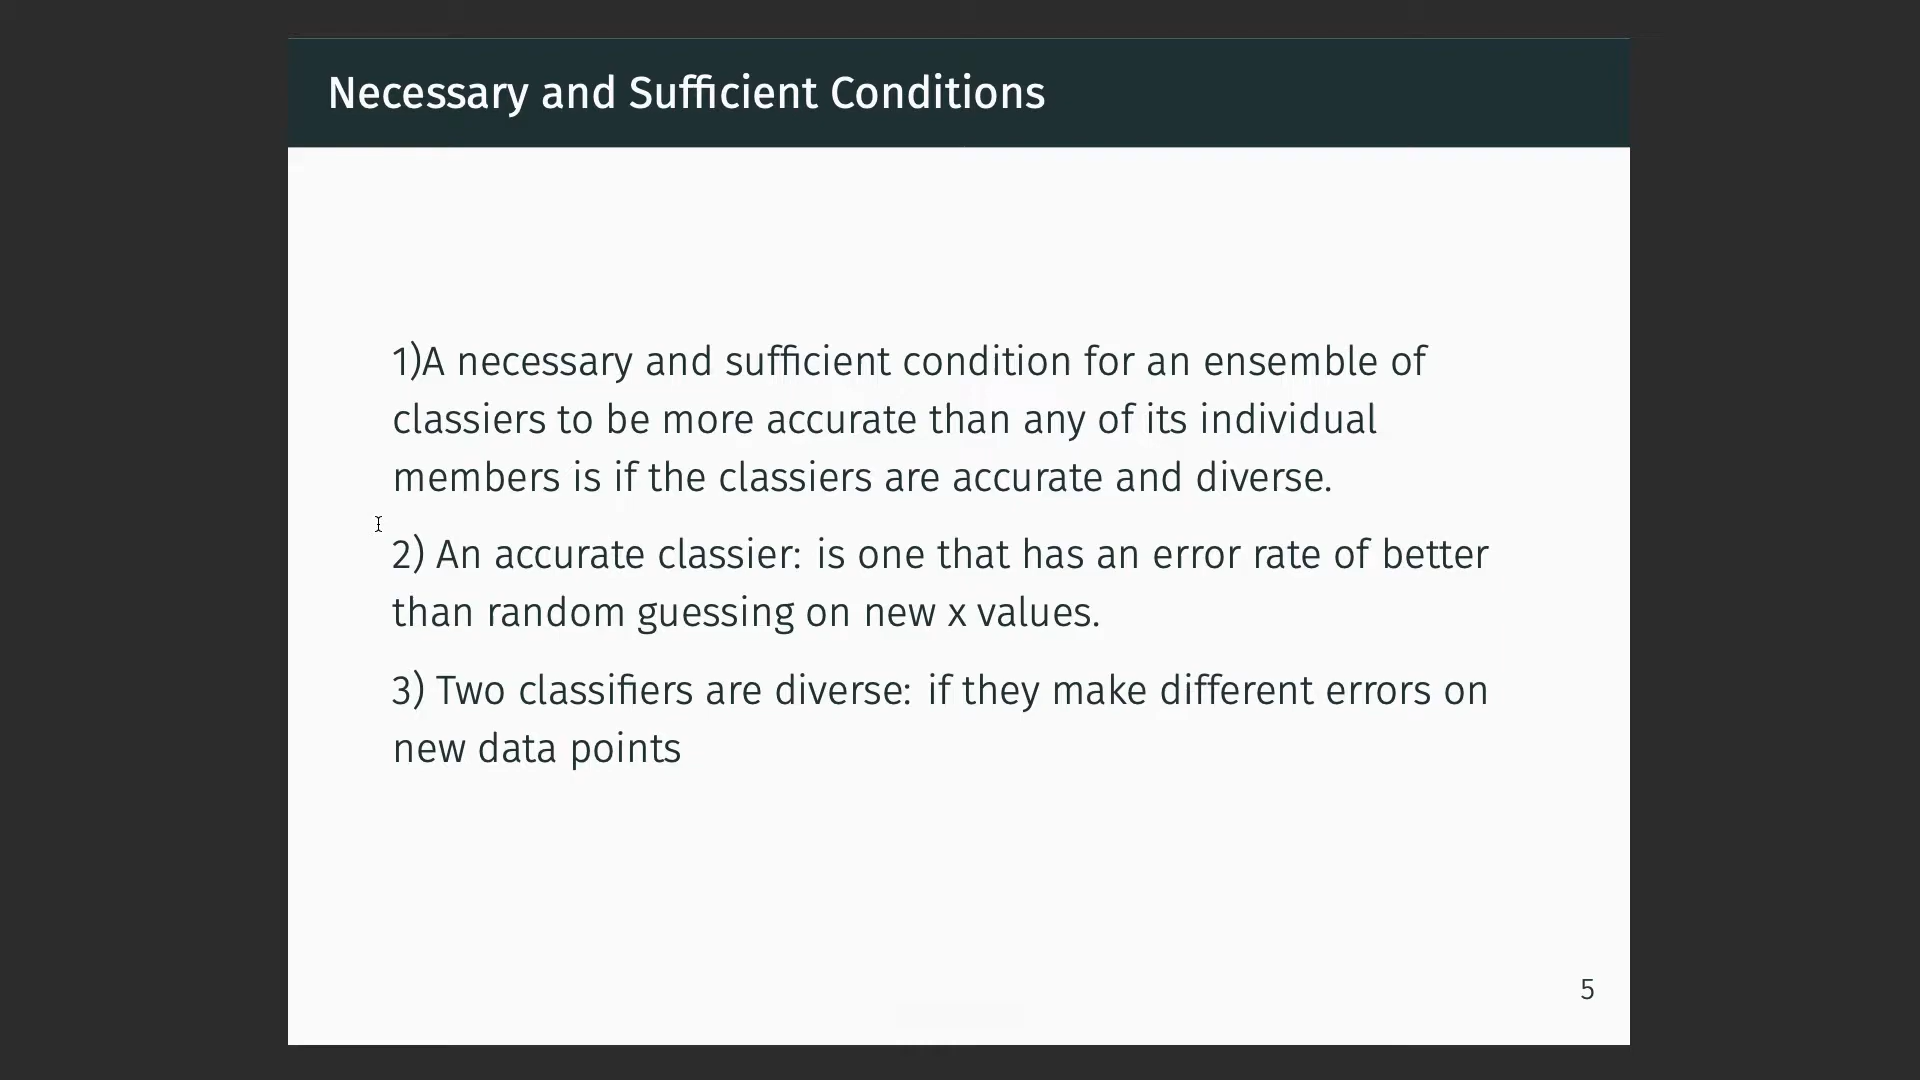 Necessary and Sufficient Conditions
1)A necessary and sufficient condition for an ensemble of
classiers to be more accurate than any of its individual
members is if the classiers are accurate and diverse.
2) An accurate classier: is one that has an error rate of better
than random guessing on new x values.
3) Two classifiers are diverse: if they make different errors on
new data points
5